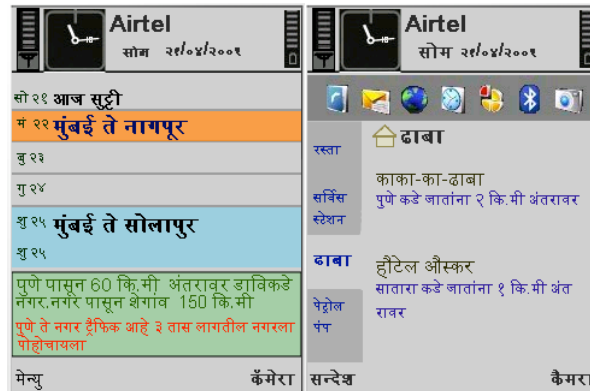 Airtel
सोम २१/०४/२००९
सो २१ आज सुट्टी
मं २२ मुंबई ते नागपूर
बु २३
गु २४
शु २५ मुंबई ते सोलापुर
शु २५
पुणे पासून 60 कि.मी अंतरावर डाविकडे
नगर.नगर पासून शेगांव 150 कि.मी
पुणे ते नगर ट्रैफिक आहे ३ तास लागतील नगरला
पोहोचायला
मेन्यु कॅमेरा
Airtel
सोम २१/०४/२००९
ढाबा
रस्ता
काका-का-ढाबा
पुणे कडे जातांना २ कि.मी अंतरावर
सर्विस
स्टेशन
ढाबा
हौटेल औस्कर
सातारा कडे जातांना १ कि.मी अंत
रावर
पेट्रोल
पंप
सन्देश कैमरा